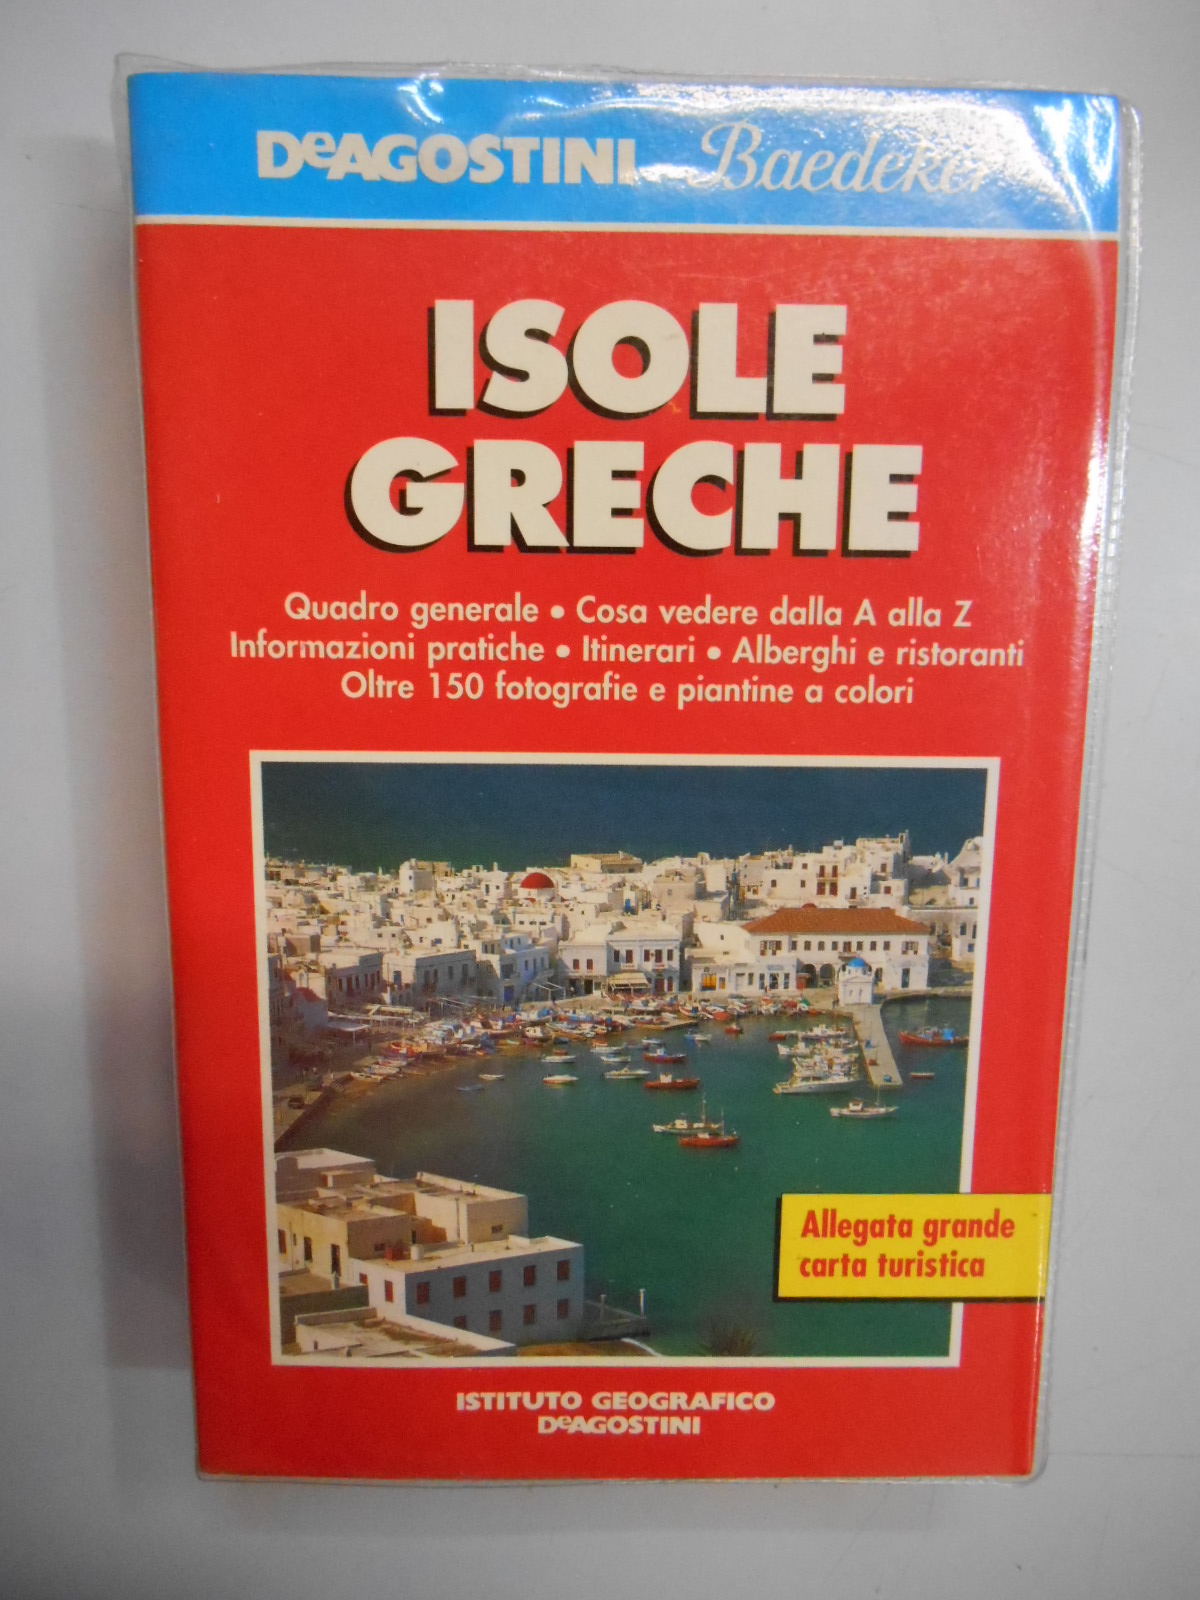 DeAGOSTINI Baedeker
ISOLE
GRECHE
Quadro generale • Cosa vedere dalla A alla Z
Informazioni pratiche • Itinerari • Alberghi e ristoranti
Oltre 150 fotografie e piantine a colori
Allegata grande
carta turistica
ISTITUTO GEOGRAFICO
DeAGOSTINI